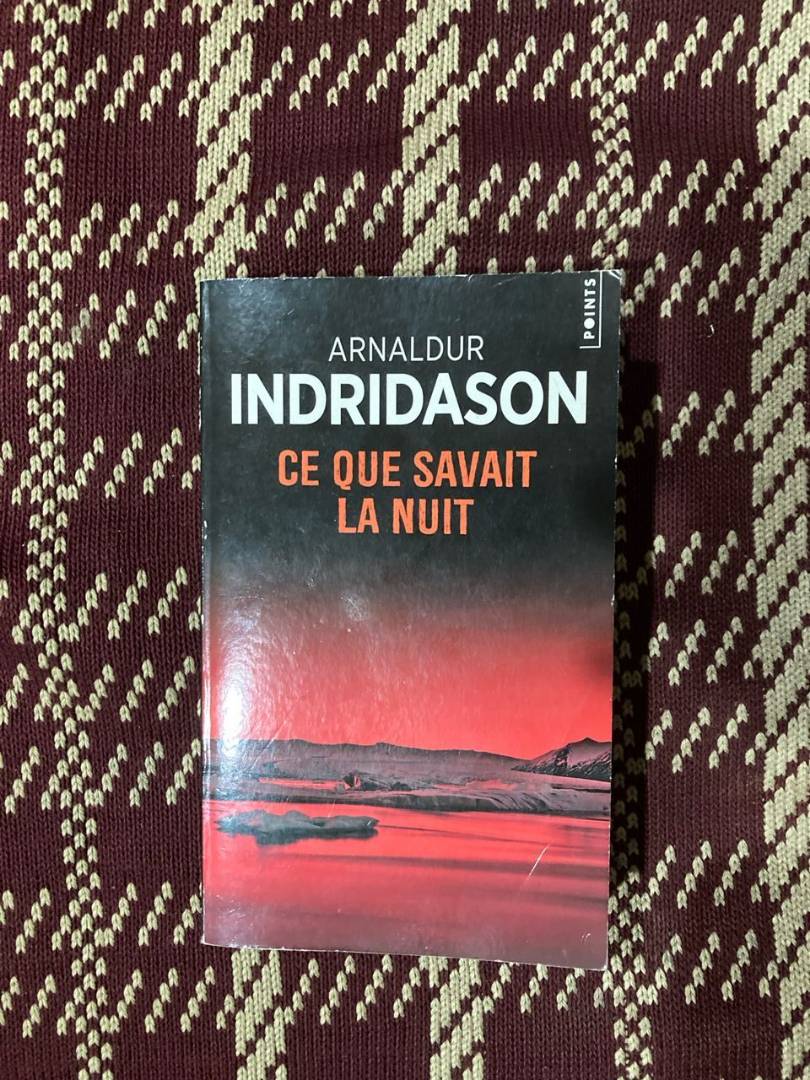 POINTS
ARNALDUR
INDRIDASON
CE QUE SAVAIT
LA NUIT